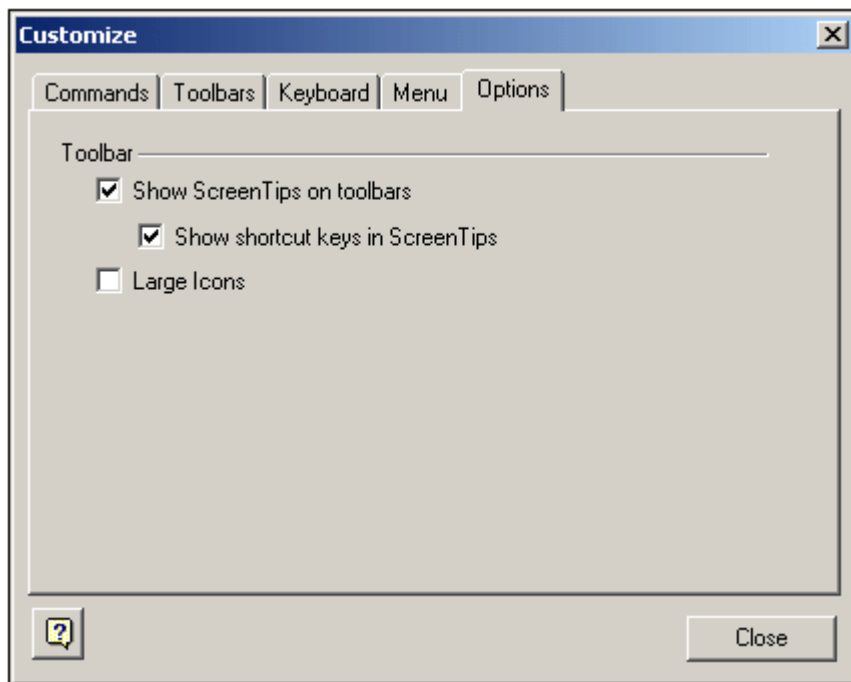 Customize
Commands Toolbars Keyboard Menu Options
Toolbar
Show ScreenTips on toolbars
Show shortcut keys in ScreenTips
Large Icons
?
Close